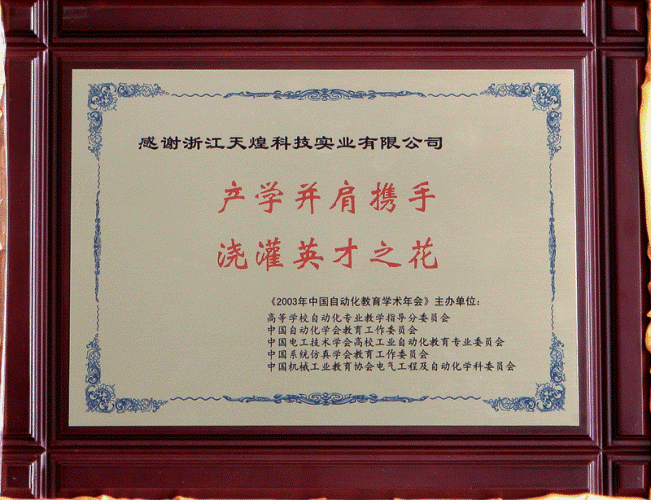 感谢浙江天煌科技实业有限公司
产学并肩携手
浇灌英才之花
《2003年中国自动化教育学术年会》主办单位:
高等学校自动化专业教学指导分委员会
中国自动化学会教育工作委员会
中国电工技术学会高校工业自动化教育专业委员会
中国系统仿真学会教育工作委员会
中国机械工业教育协会电气工程及自动化学科委员会